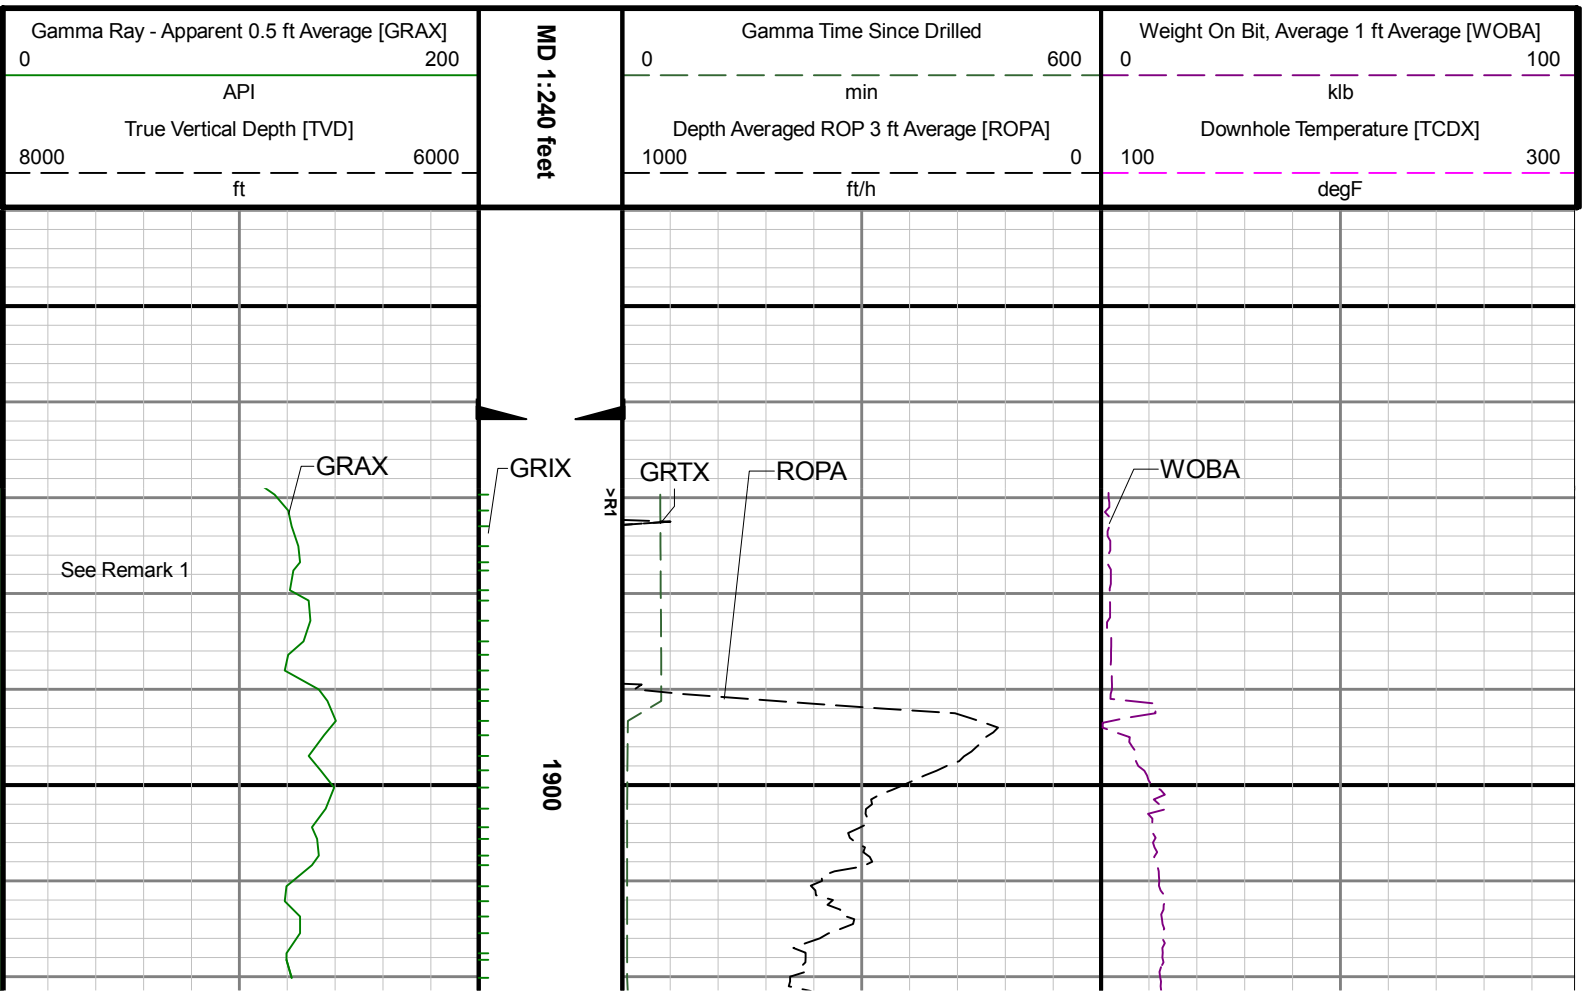 Gamma Ray - Apparent 0.5 ft Average [GRAX]
0 200
API
True Vertical Depth [TVD]
8000 6000
ft
MD 1:240 feet
Gamma Time Since Drilled
0 600
min
Depth Averaged ROP 3 ft Average [ROPA]
1000 0
ft/h
Weight On Bit, Average 1 ft Average [WOBA]
0 100
klb
Downhole Temperature [TCDX]
100 300
degF
GRAX
GRIX
GRTX
ROPA
WOBA
>R1
See Remark 1
1900